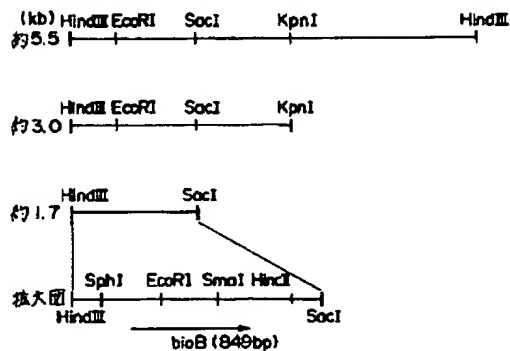 (kb) HindIII EcoRI SacI KpnI HindIII
約5.5
HindIII EcoRI SacI KpnI
約3.0
HindIII SacI
約1.7
SphI EcoRI SmaI HindII
拡大図
HindIII SacI
bioB (849bp)